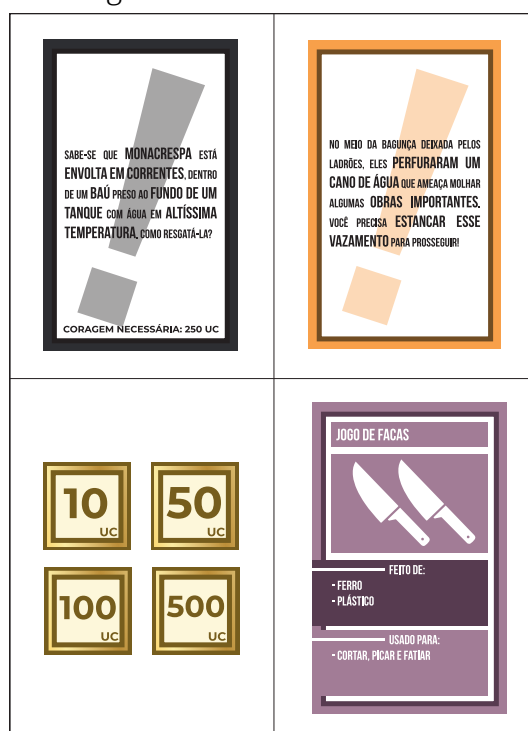 SABE-SE QUE MONACRESPA ESTÁ
ENVOLTA EM CORRENTES, DENTRO
DE UM BAÚ PRESO AO FUNDO DE UM
TANQUE COM ÁGUA EM ALTÍSSIMA
TEMPERATURA. COMO RESGATÁ-LA?
CORAGEM NECESSÁRIA: 250 UC
NO MEIO DA BAGUNÇA DEIXADA PELOS
LADRÕES, ELES PERFURARAM UM
CANO DE ÁGUA QUE AMEAÇA MOLHAR
ALGUMAS OBRAS IMPORTANTES.
VOCÊ PRECISA ESTANCAR ESSE
VAZAMENTO PARA PROSSEGUIR!
10
UC
50
UC
100
UC
500
UC
JOGO DE FACAS
FEITO DE:
- FERRO
- PLÁSTICO
USADO PARA:
- CORTAR, PICAR E FATIAR